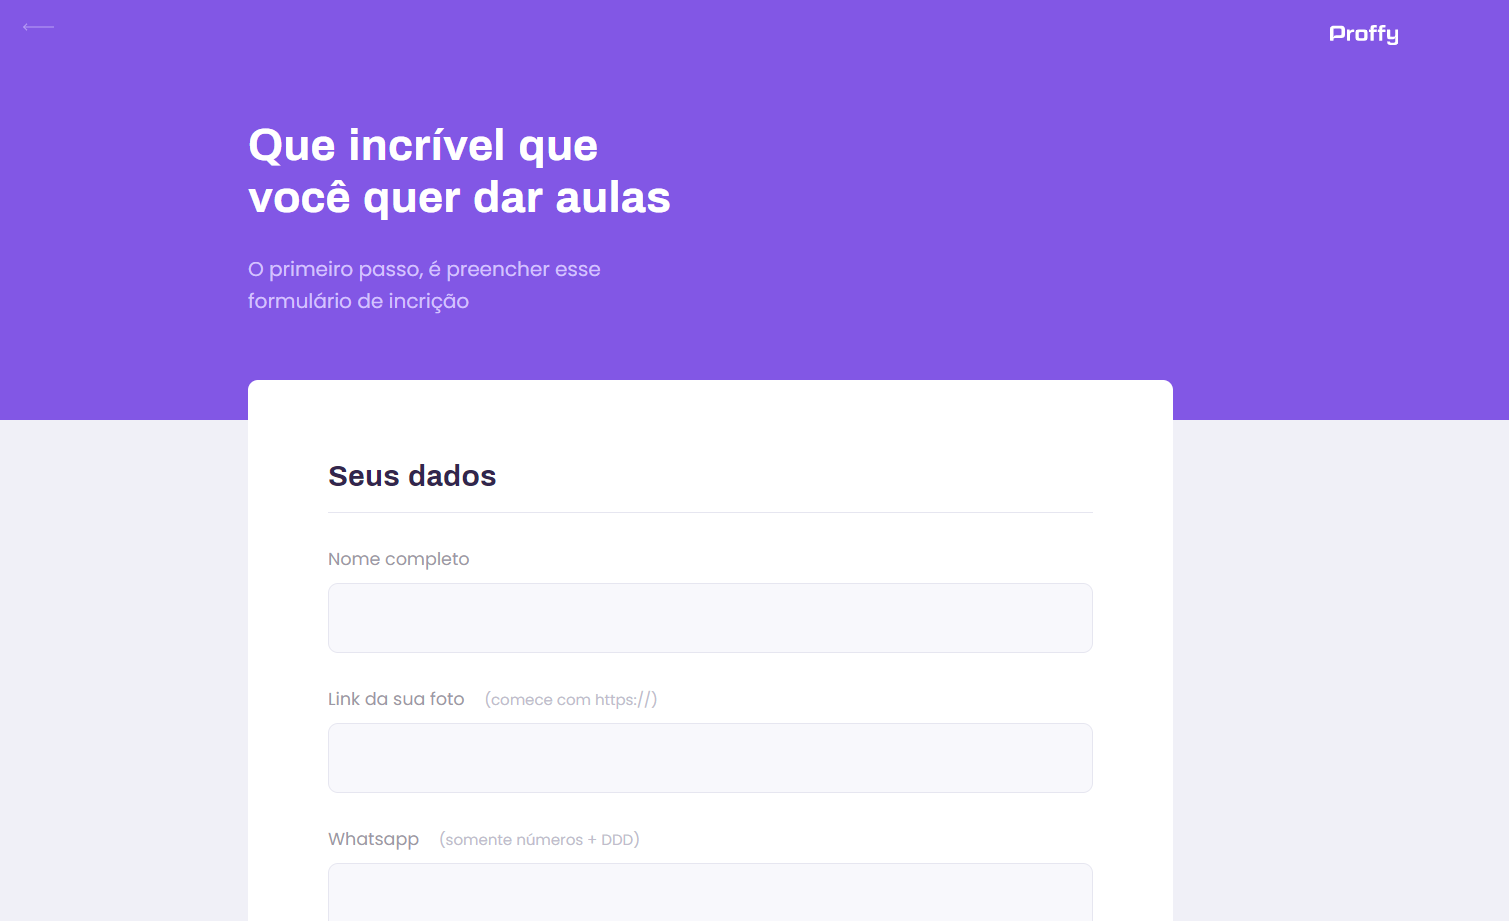 Proffy
Que incrível que
você quer dar aulas
O primeiro passo, é preencher esse
formulário de incrição
Seus dados
Nome completo
Link da sua foto (comece com https://)
Whatsapp (somente números + DDD)